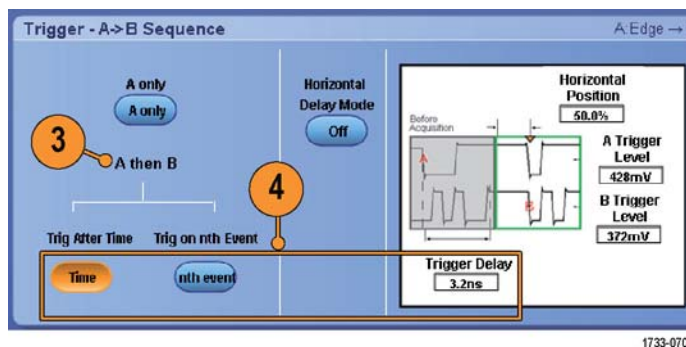 Trigger - A->B Sequence
A:Edge →
A only
A only
3
A then B
4
Trig After Time
Trig on nth Event
Time
nth event
Horizontal
Delay Mode
Off
Horizontal
Position
50.0%
Before
Acquisition
A
B
A Trigger
Level
428mV
B Trigger
Level
372mV
Trigger Delay
3.2ns
1733-070